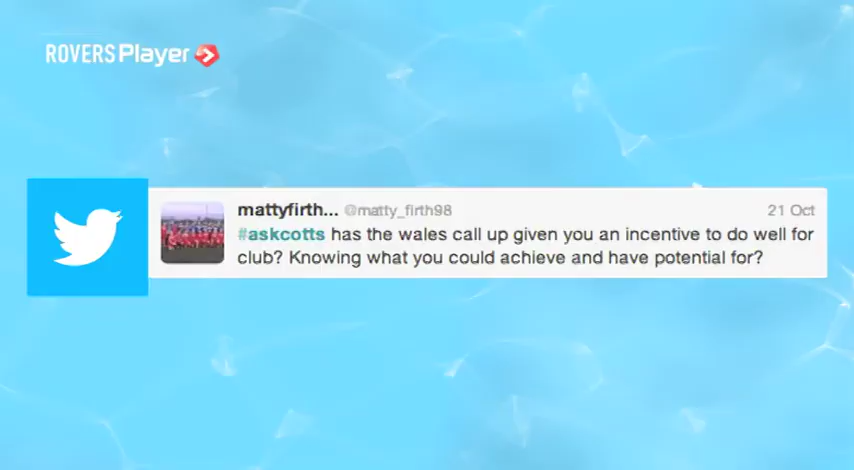 ROVERS Player
mattyfirth... @matty_firth98 21 Oct
#askcotts has the wales call up given you an incentive to do well for
club? Knowing what you could achieve and have potential for?